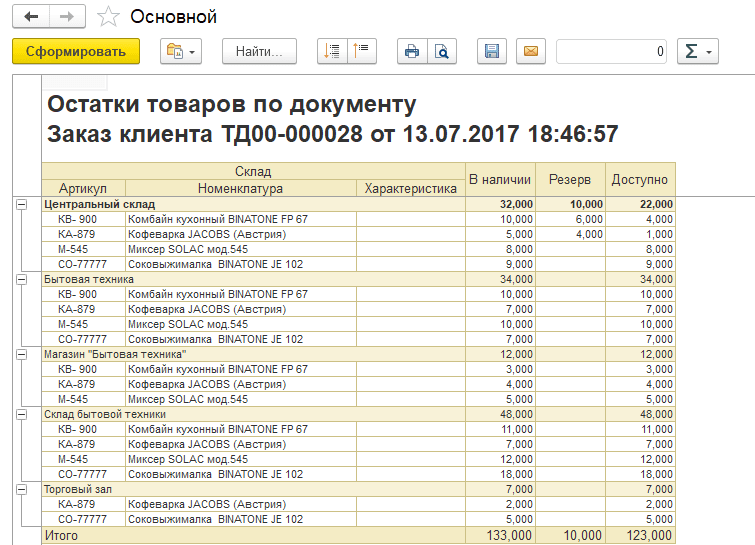 Основной
Сформировать Найти... 0 Σ
Остатки товаров по документу
Заказ клиента ТД00-000028 от 13.07.2017 18:46:57
Склад В наличии Резерв Доступно
Артикул Номенклатура Характеристика
Центральный склад 32,000 10,000 22,000
КВ- 900 Комбайн кухонный BINATONE FP 67 10,000 6,000 4,000
КА-879 Кофеварка JACOBS (Австрия) 5,000 4,000 1,000
М-545 Миксер SOLAC мод.545 8,000 8,000
СО-77777 Соковыжималка  BINATONE JE 102 9,000 9,000
Бытовая техника 34,000 34,000
КВ- 900 Комбайн кухонный BINATONE FP 67 10,000 10,000
КА-879 Кофеварка JACOBS (Австрия) 7,000 7,000
М-545 Миксер SOLAC мод.545 10,000 10,000
СО-77777 Соковыжималка  BINATONE JE 102 7,000 7,000
Магазин "Бытовая техника" 12,000 12,000
КВ- 900 Комбайн кухонный BINATONE FP 67 3,000 3,000
КА-879 Кофеварка JACOBS (Австрия) 4,000 4,000
М-545 Миксер SOLAC мод.545 5,000 5,000
Склад бытовой техники 48,000 48,000
КВ- 900 Комбайн кухонный BINATONE FP 67 11,000 11,000
КА-879 Кофеварка JACOBS (Австрия) 7,000 7,000
М-545 Миксер SOLAC мод.545 12,000 12,000
СО-77777 Соковыжималка  BINATONE JE 102 18,000 18,000
Торговый зал 7,000 7,000
КА-879 Кофеварка JACOBS (Австрия) 2,000 2,000
СО-77777 Соковыжималка  BINATONE JE 102 5,000 5,000
Итого 133,000 10,000 123,000